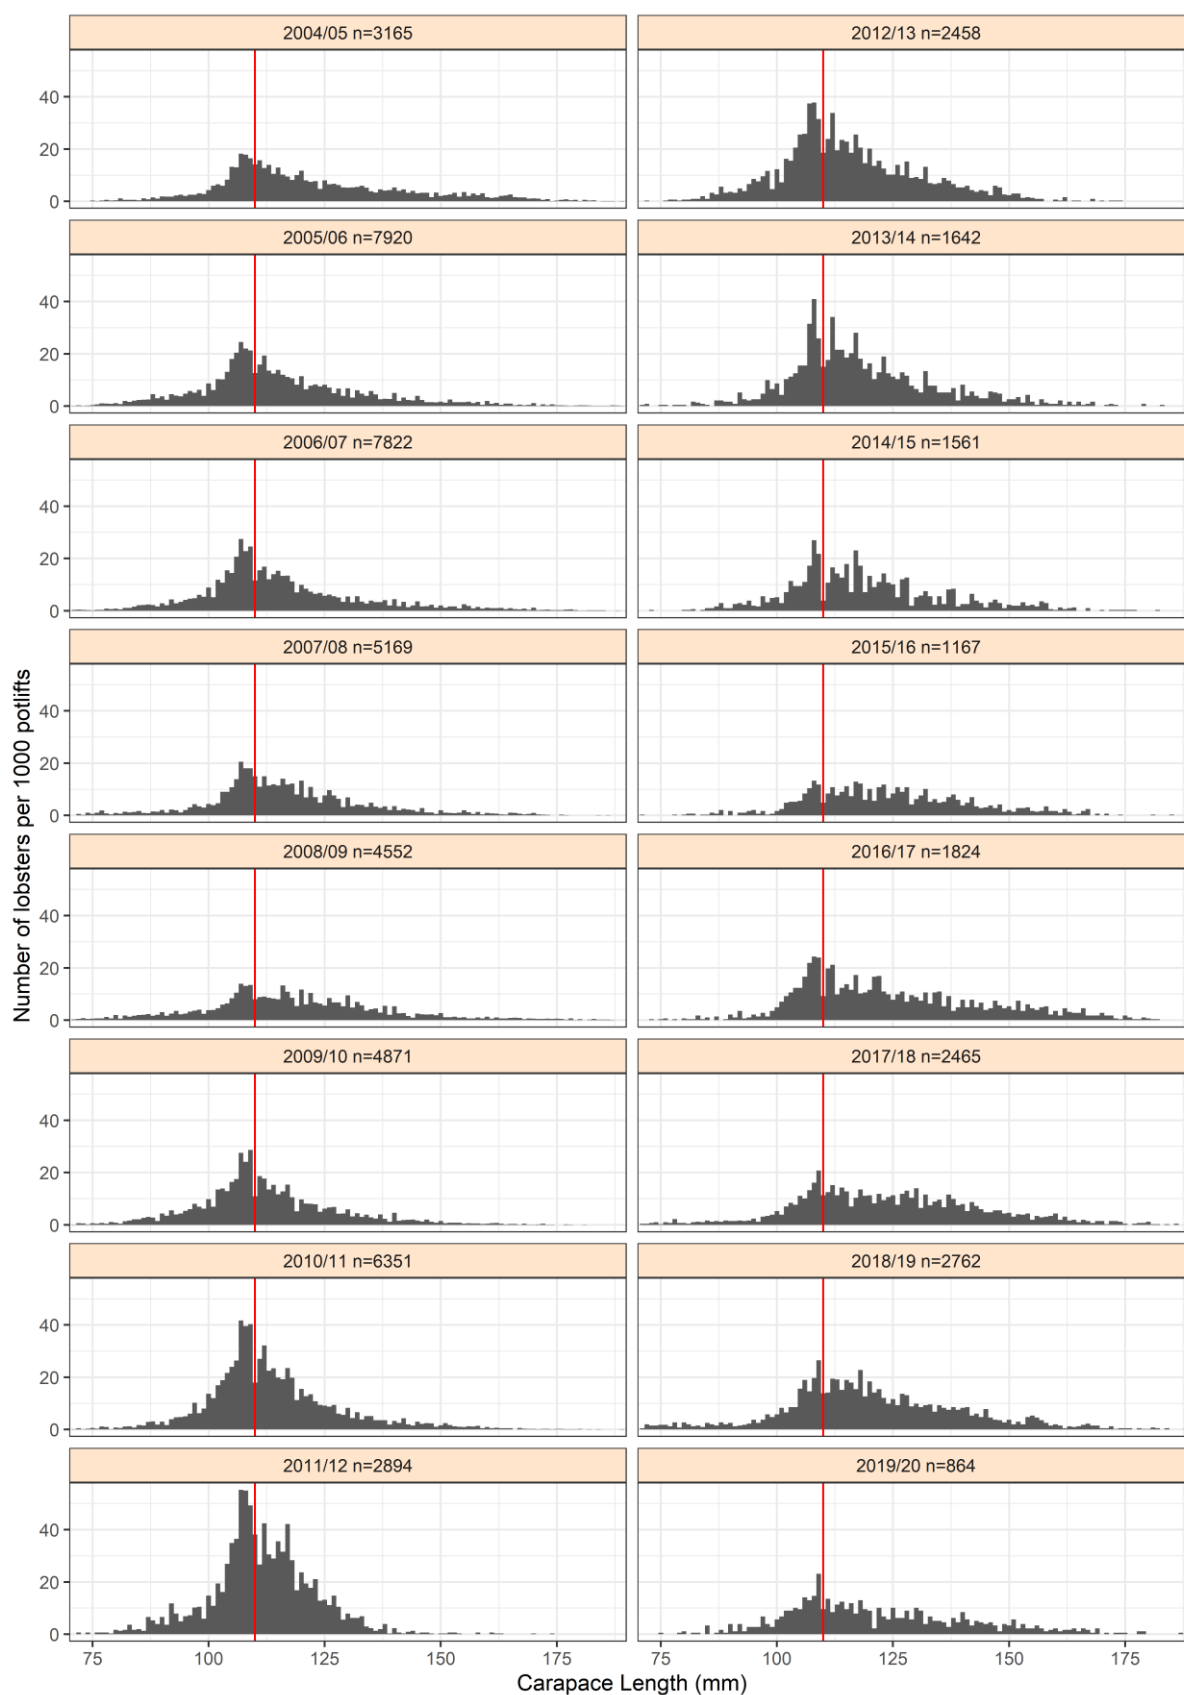 2004/05 n=3165
40
20
0
2005/06 n=7920
40
20
0
2006/07 n=7822
40
20
0
2007/08 n=5169
40
20
0
2008/09 n=4552
40
20
0
2009/10 n=4871
40
20
0
2010/11 n=6351
40
20
0
2011/12 n=2894
40
20
0
75 100 125 150 175
2012/13 n=2458
2013/14 n=1642
2014/15 n=1561
2015/16 n=1167
2016/17 n=1824
2017/18 n=2465
2018/19 n=2762
2019/20 n=864
75 100 125 150 175
Number of lobsters per 1000 potlifts
Carapace Length (mm)